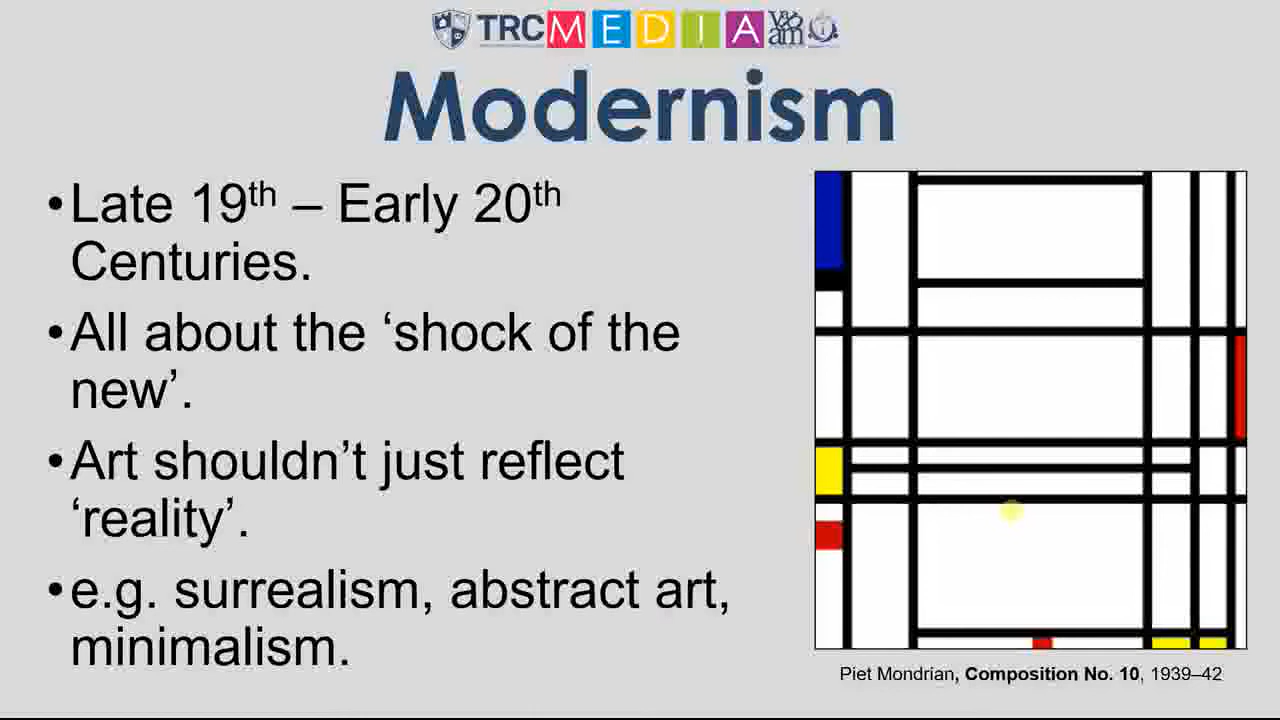 TRC MEDIA vaam
Modernism
•Late 19th – Early 20th
Centuries.
•All about the ‘shock of the
new’.
•Art shouldn’t just reflect
‘reality’.
•e.g. surrealism, abstract art,
minimalism.
Piet Mondrian, Composition No. 10, 1939–42